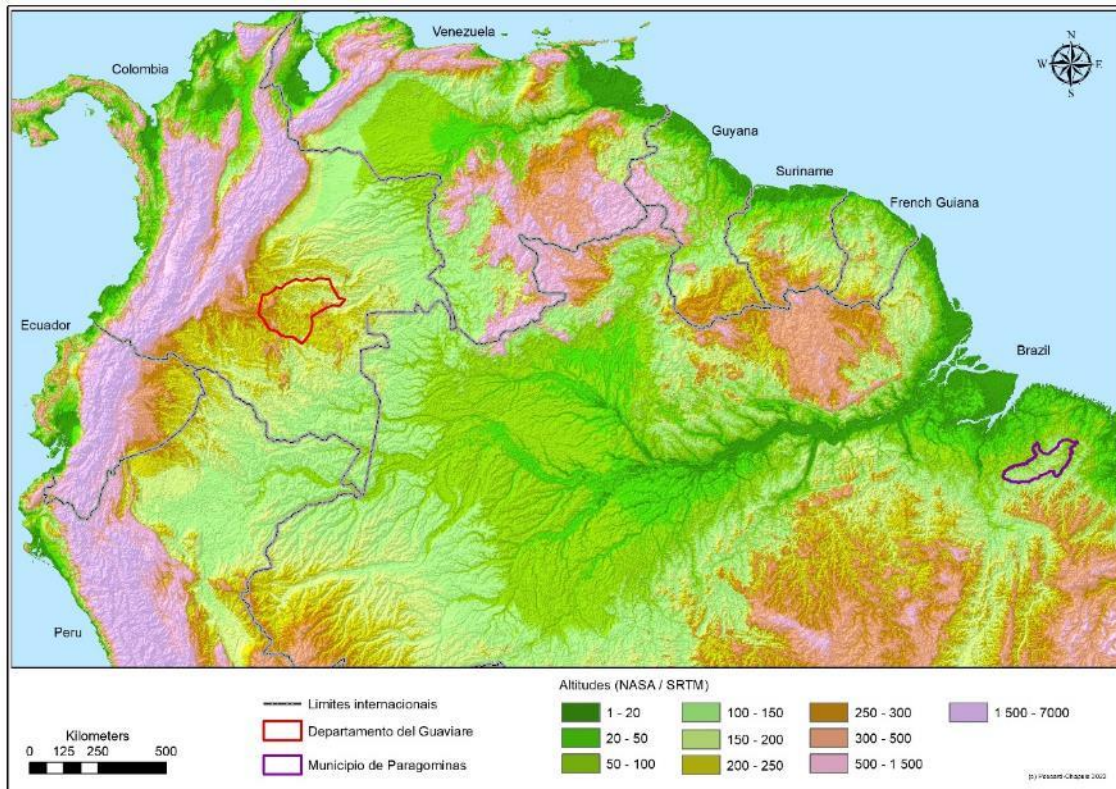 Venezuela
Colombia
N
W E
S
Guyana
Suriname
French Guiana
Ecuador
Brazil
Peru
Altitudes (NASA / SRTM)
Limites internacionais
Departamento del Guaviare
Municipio de Paragominas
Kilometers
0 125 250 500
1 - 20
20 - 50
50 - 100
100 - 150
150 - 200
200 - 250
250 - 300
300 - 500
500 - 1 500
1 500 - 7000